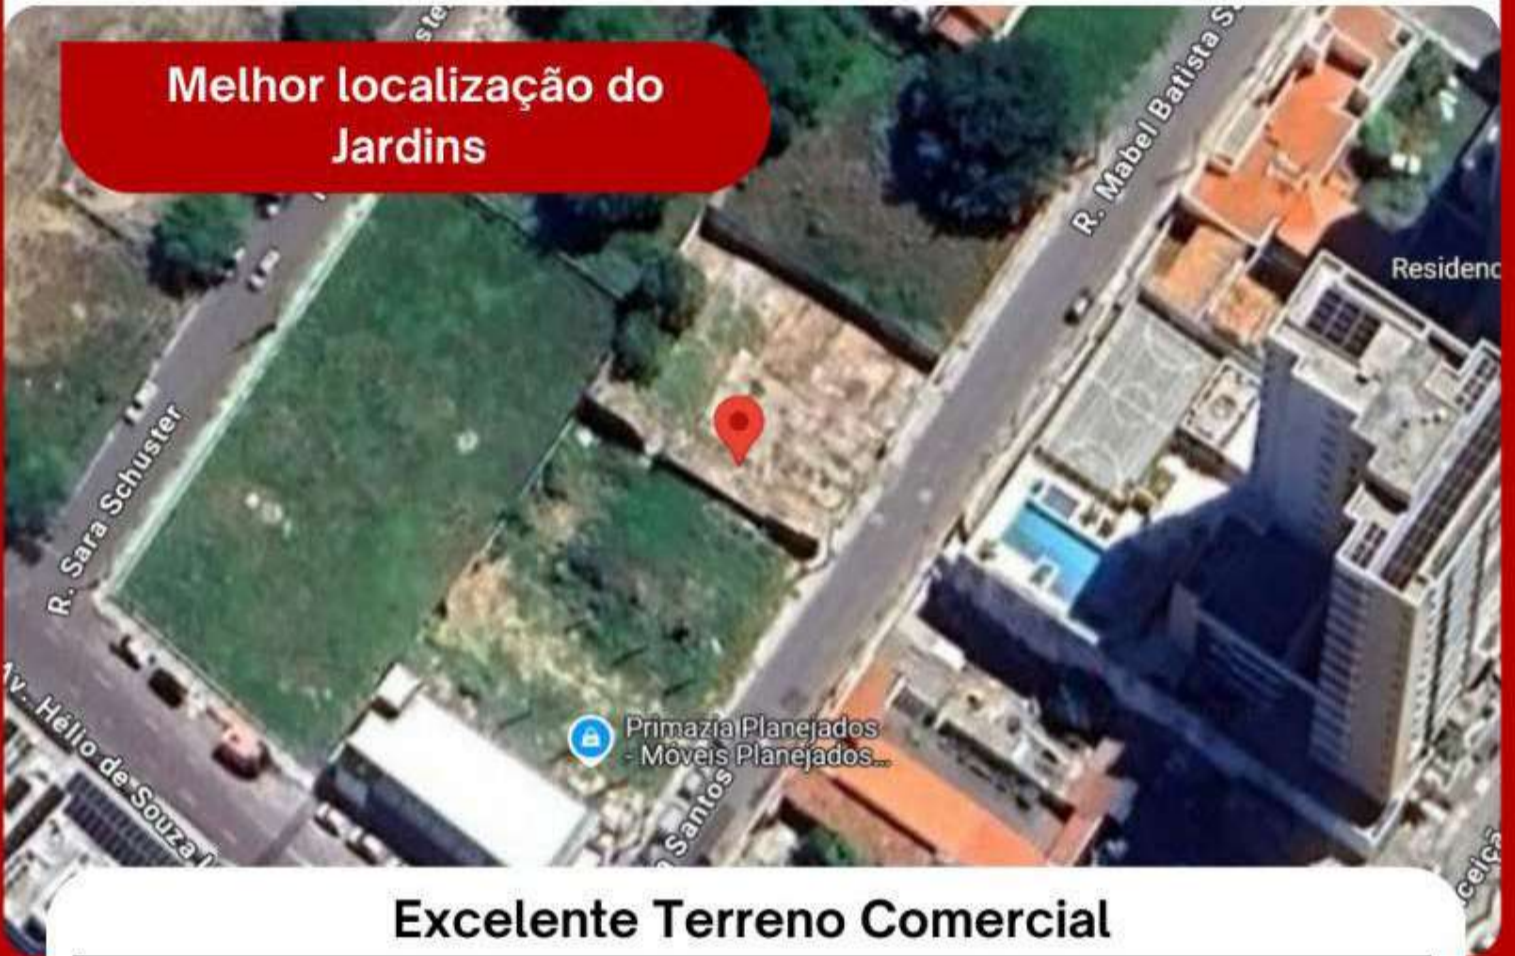 Melhor localização do
Jardins
R. Mabel Batista S
Residenc
R. Sara Schuster
Av. Hélio de Souza
Primazia Planejados
- Móveis Planejados...
Santos
Excelente Terreno Comercial